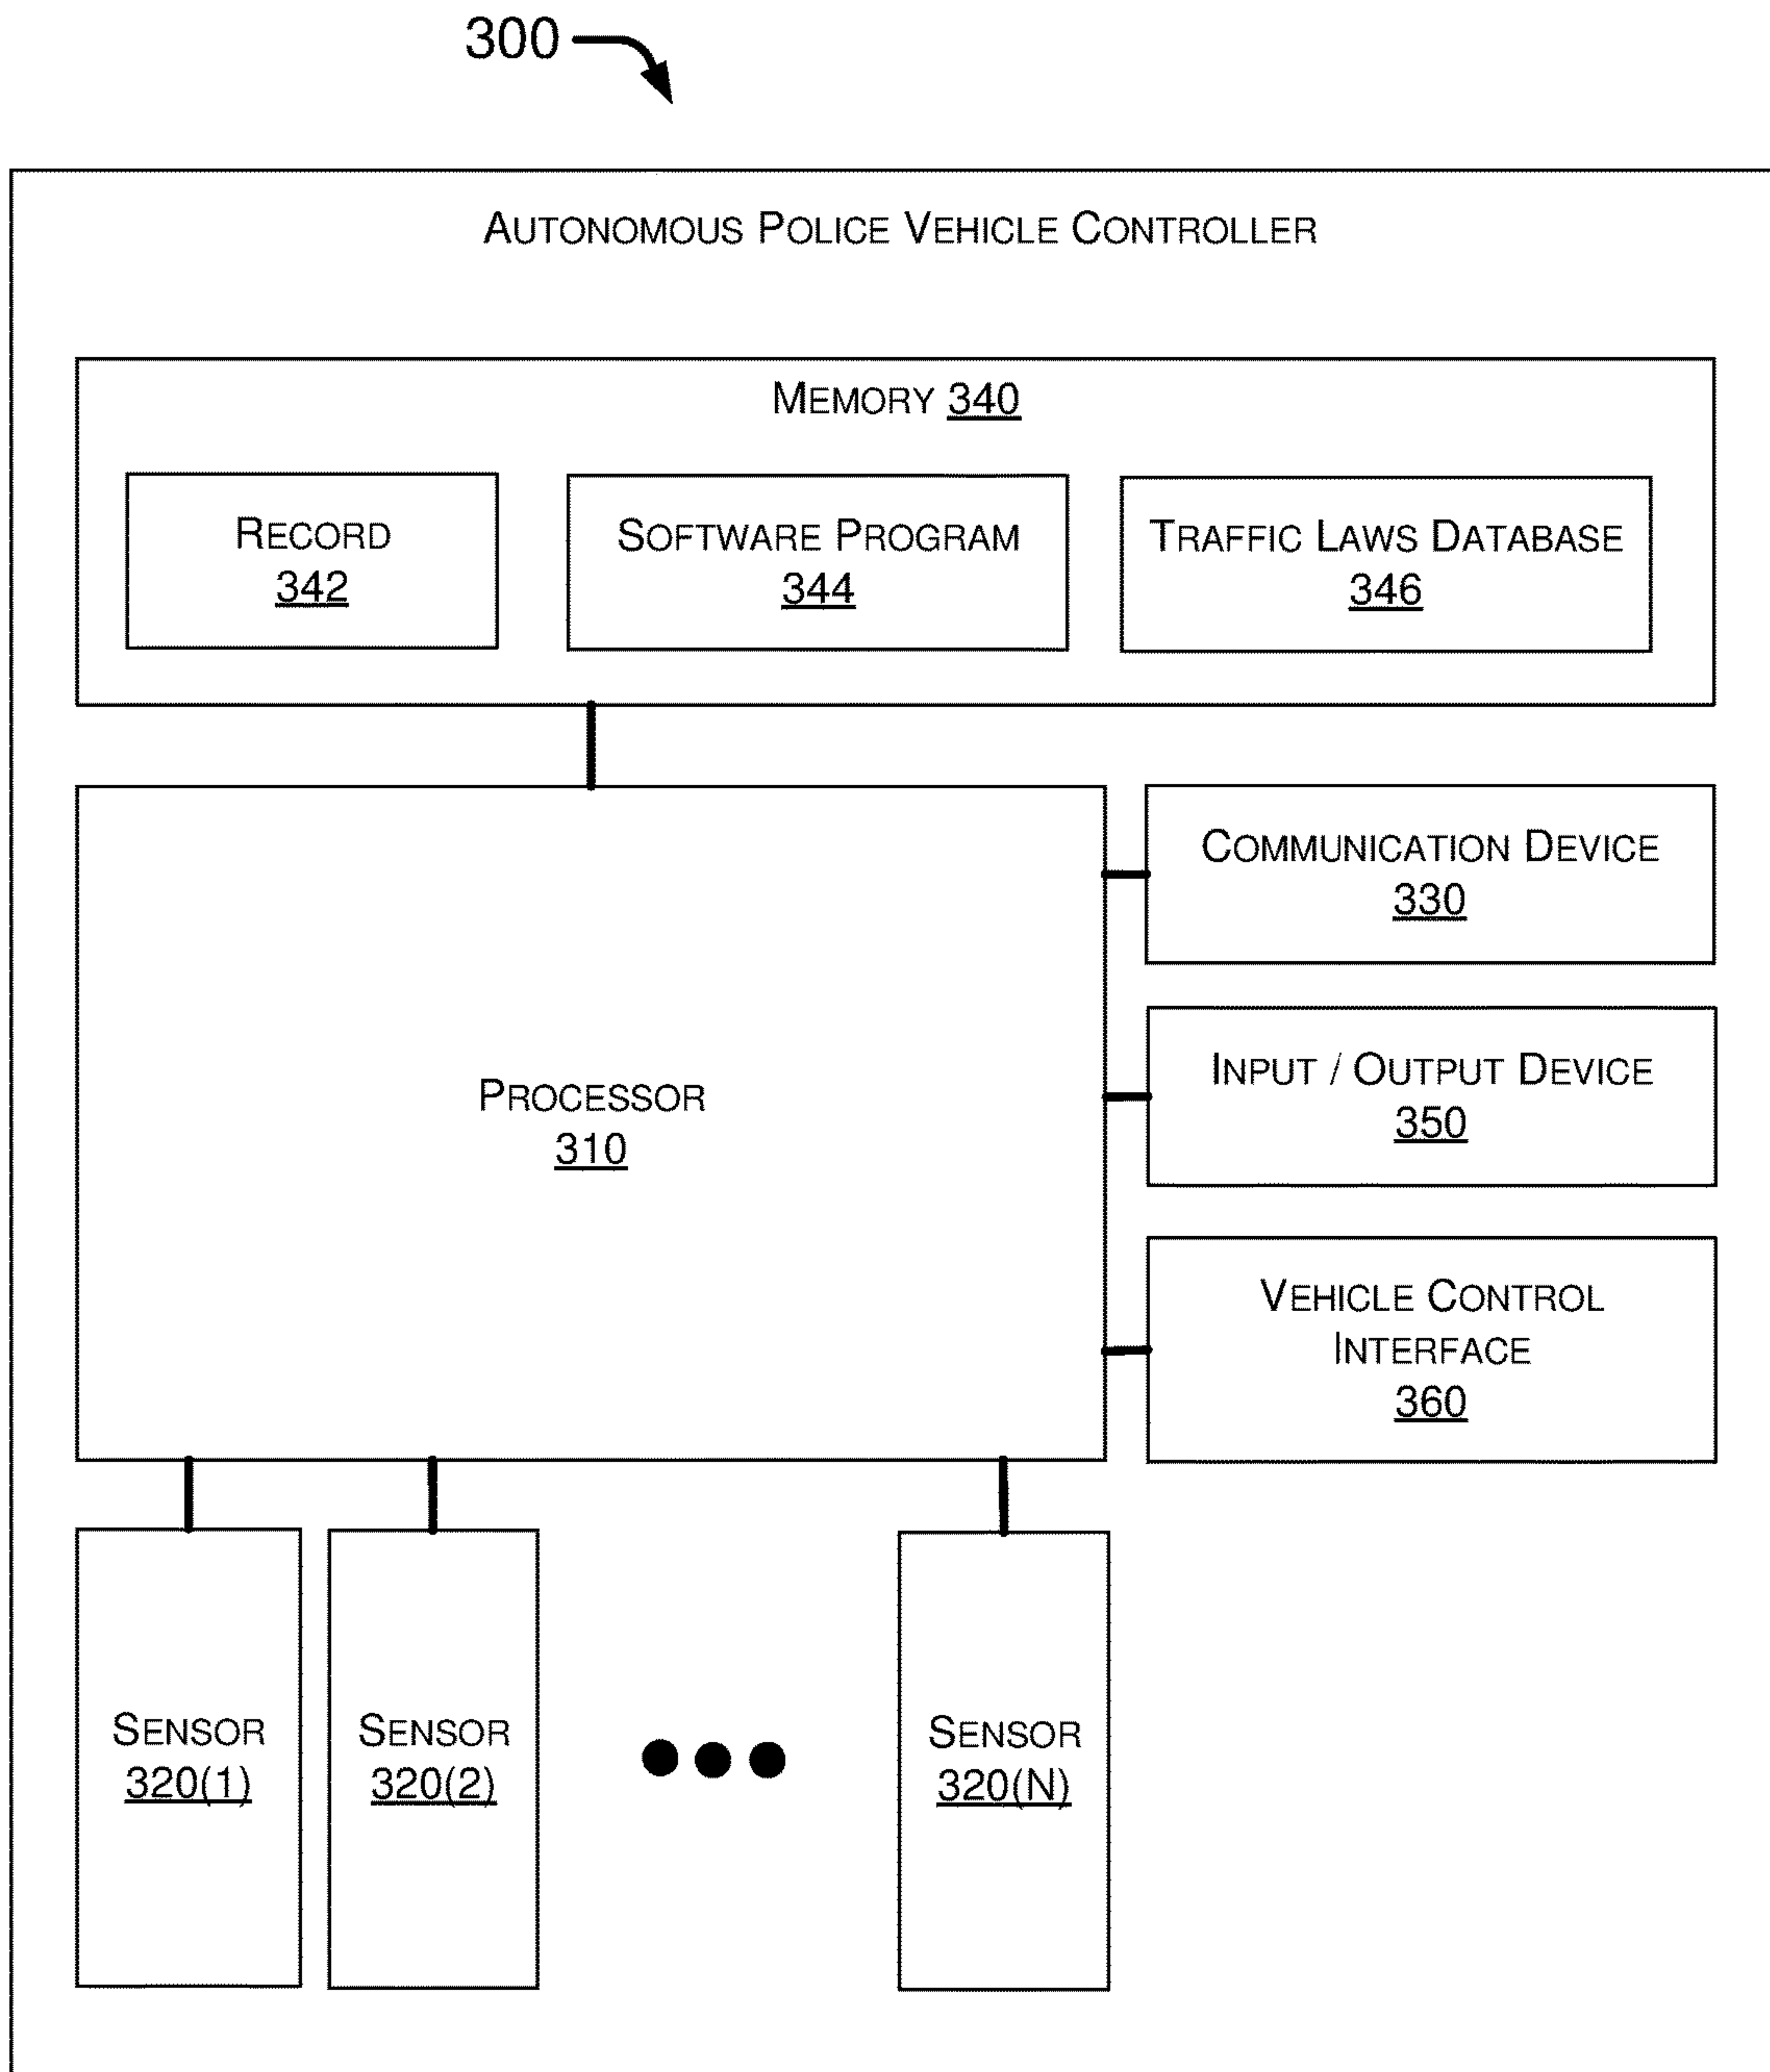 300
AUTONOMOUS POLICE VEHICLE CONTROLLER
MEMORY 340
RECORD
342
SOFTWARE PROGRAM
344
TRAFFIC LAWS DATABASE
346
PROCESSOR
310
COMMUNICATION DEVICE
330
INPUT / OUTPUT DEVICE
350
VEHICLE CONTROL
INTERFACE
360
SENSOR
320(1)
SENSOR
320(2)
SENSOR
320(N)